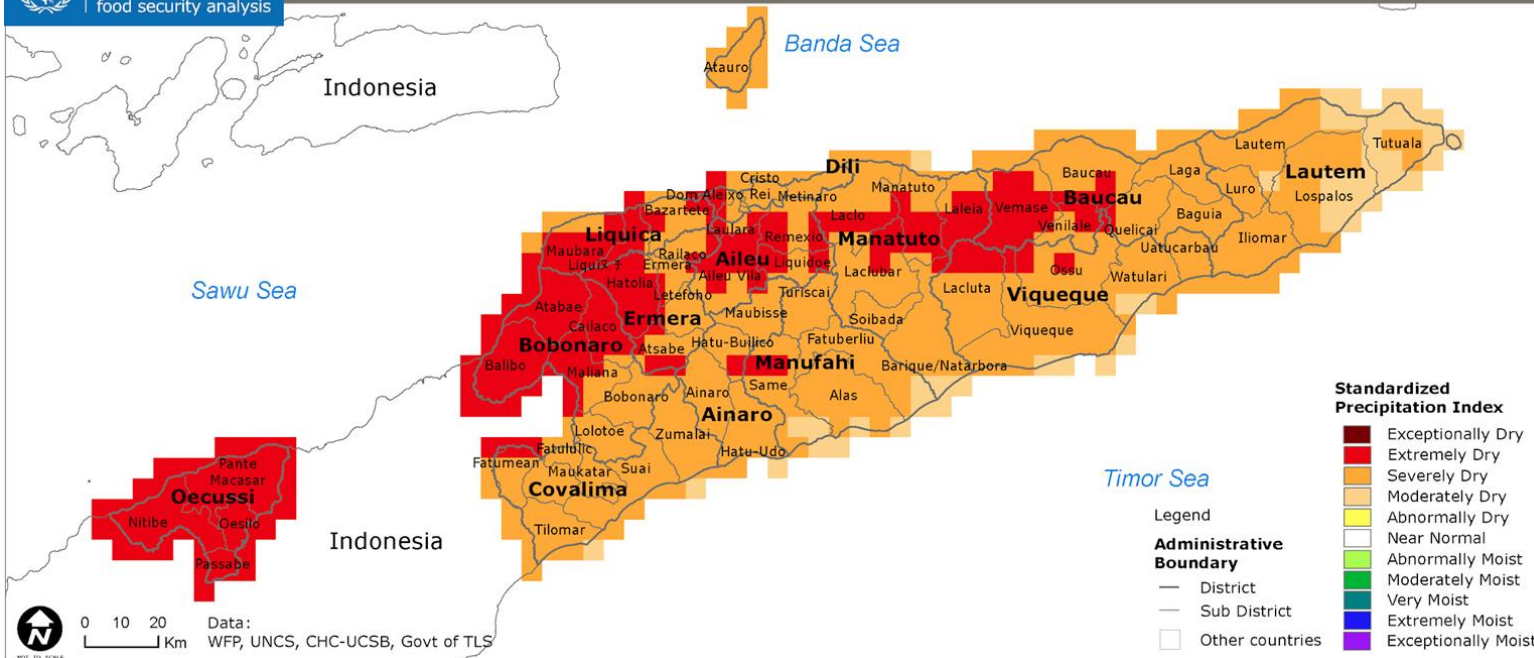 food security analysis
Banda Sea
Indonesia
Atauro
Lautem
Tutuala
Dili
Cristo
Rei
Dom Aleixo
Metinaro
Manatuto
Baucau
Laga
Luro
Lautem
Lospalos
Bazartete
Laclo
Laleia
Vemase
Baucau
Baguia
Liquica
Laulara
Remexio
Manatuto
Venilale
Quelicai
Iliomar
Maubara
Railaco
Ermera
Aileu
Liquidoe
Uatucarbau
Hatolia
Aileu Vila
Laclubar
Ossu
Watulari
Sawu Sea
Letefoho
Turiscai
Lacluta
Viqueque
Atabae
Ermera
Maubisse
Soibada
Cailaco
Viqueque
Bobonaro
Atsabe
Hatu-Builico
Fatuberliu
Balibo
Maliana
Manufahi
Barique/Natarbora
Bobonaro
Ainaro
Same
Alas
Ainaro
Lolotoe
Zumalai
Hatu-Udo
Fatululic
Fatumean
Maukatar
Suai
Covalima
Tilomar
Timor Sea
Pante
Macasar
Oecussi
Nitibe
Oesilo
Passabe
Indonesia
Legend
Administrative
Boundary
District
Sub District
Other countries
Standardized
Precipitation Index
Exceptionally Dry
Extremely Dry
Severely Dry
Moderately Dry
Abnormally Dry
Near Normal
Abnormally Moist
Moderately Moist
Very Moist
Extremely Moist
Exceptionally Moist
N
NOT TO SCALE
0 10 20
Km
Data:
WFP, UNCS, CHC-UCSB, Govt of TLS